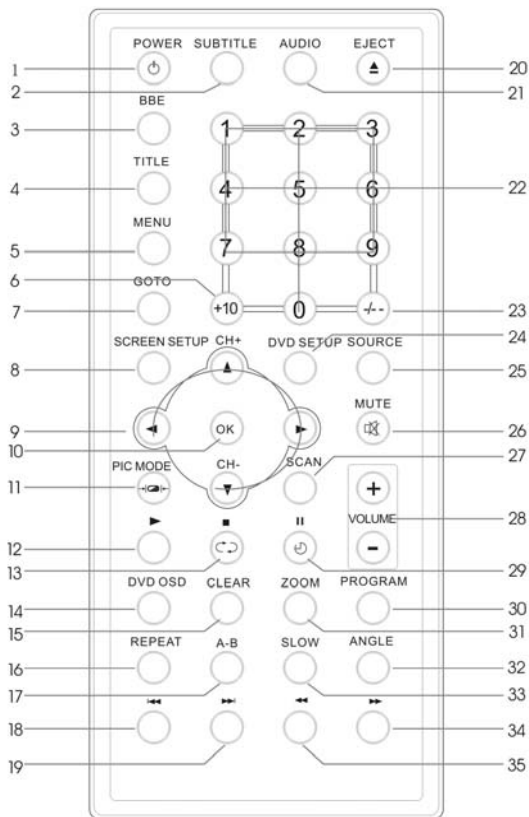 POWER SUBTITLE AUDIO EJECT
1 20
2 21
BBE
3 1 2 3
TITLE
4 4 5 6 22
MENU
5 7 8 9
6
GOTO
7 +10 0 -/-- 23
24
SCREEN SETUP CH+ DVD SETUP SOURCE
8 25
MUTE
9 26
10 OK
27
PIC MODE CH- SCAN
11 + 28
VOLUME
12 - 29
13
DVD OSD CLEAR ZOOM PROGRAM
14 30
15 31
REPEAT A-B SLOW ANGLE
16 32
17 33
18 34
19 35